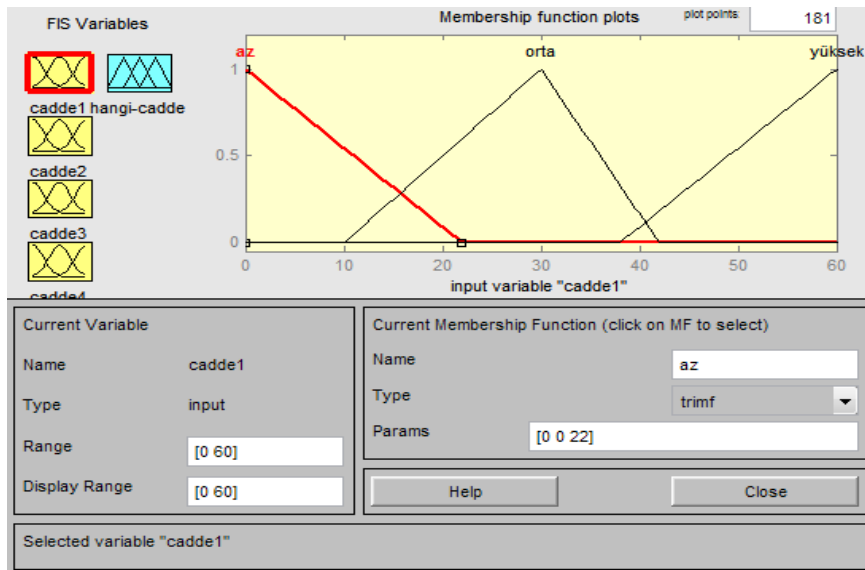 FIS Variables
Membership function plots
plot points:
181
az
orta
yüksek
1
cadde1 hangi-cadde
0.5
cadde2
cadde3
0
0 10 20 30 40 50 60
input variable "cadde1"
cadde4
Current Variable
Current Membership Function (click on MF to select)
Name
cadde1
Name
az
Type
input
Type
trimf
Params
[0 0 22]
Range
[0 60]
Display Range
[0 60]
Help
Close
Selected variable "cadde1"